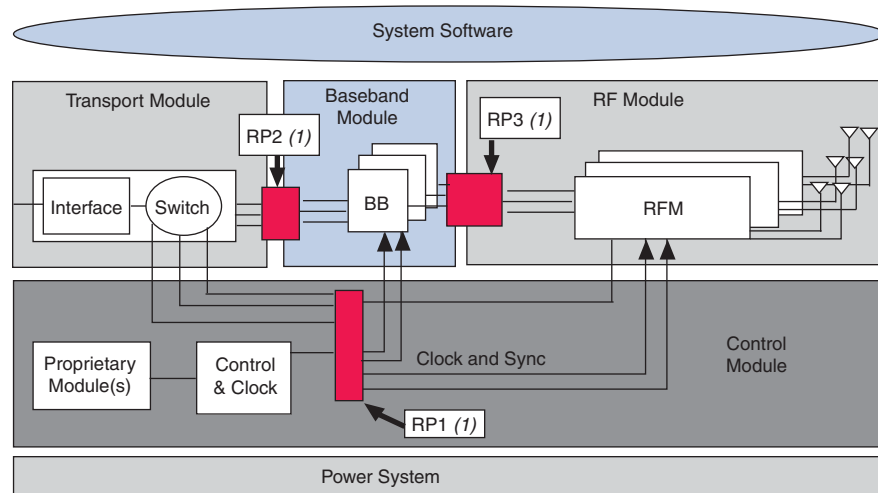 System Software
Transport Module
Baseband
Module
RF Module
RP2 (1)
RP3 (1)
Interface
Switch
BB
RFM
Proprietary
Module(s)
Control
& Clock
Clock and Sync
Control
Module
RP1 (1)
Power System